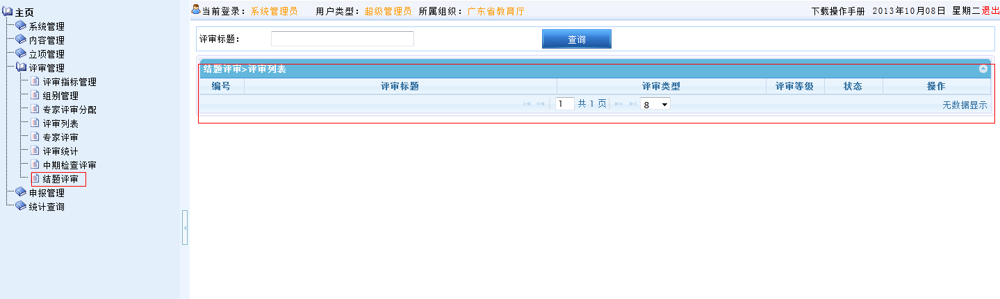 主页
系统管理
内容管理
立项管理
评审管理
评审指标管理
组别管理
专家评审分配
评审列表
专家评审
评审统计
中期检查评审
结题评审
申报管理
统计查询
当前登录：系统管理员 用户类型：超级管理员 所属组织：广东省教育厅 下载操作手册 2013年10月08日 星期二退出
评审标题： 查询
结题评审>评审列表
编号 评审标题 评审类型 评审等级 状态 操作
1 共 1 页 8 无数据显示